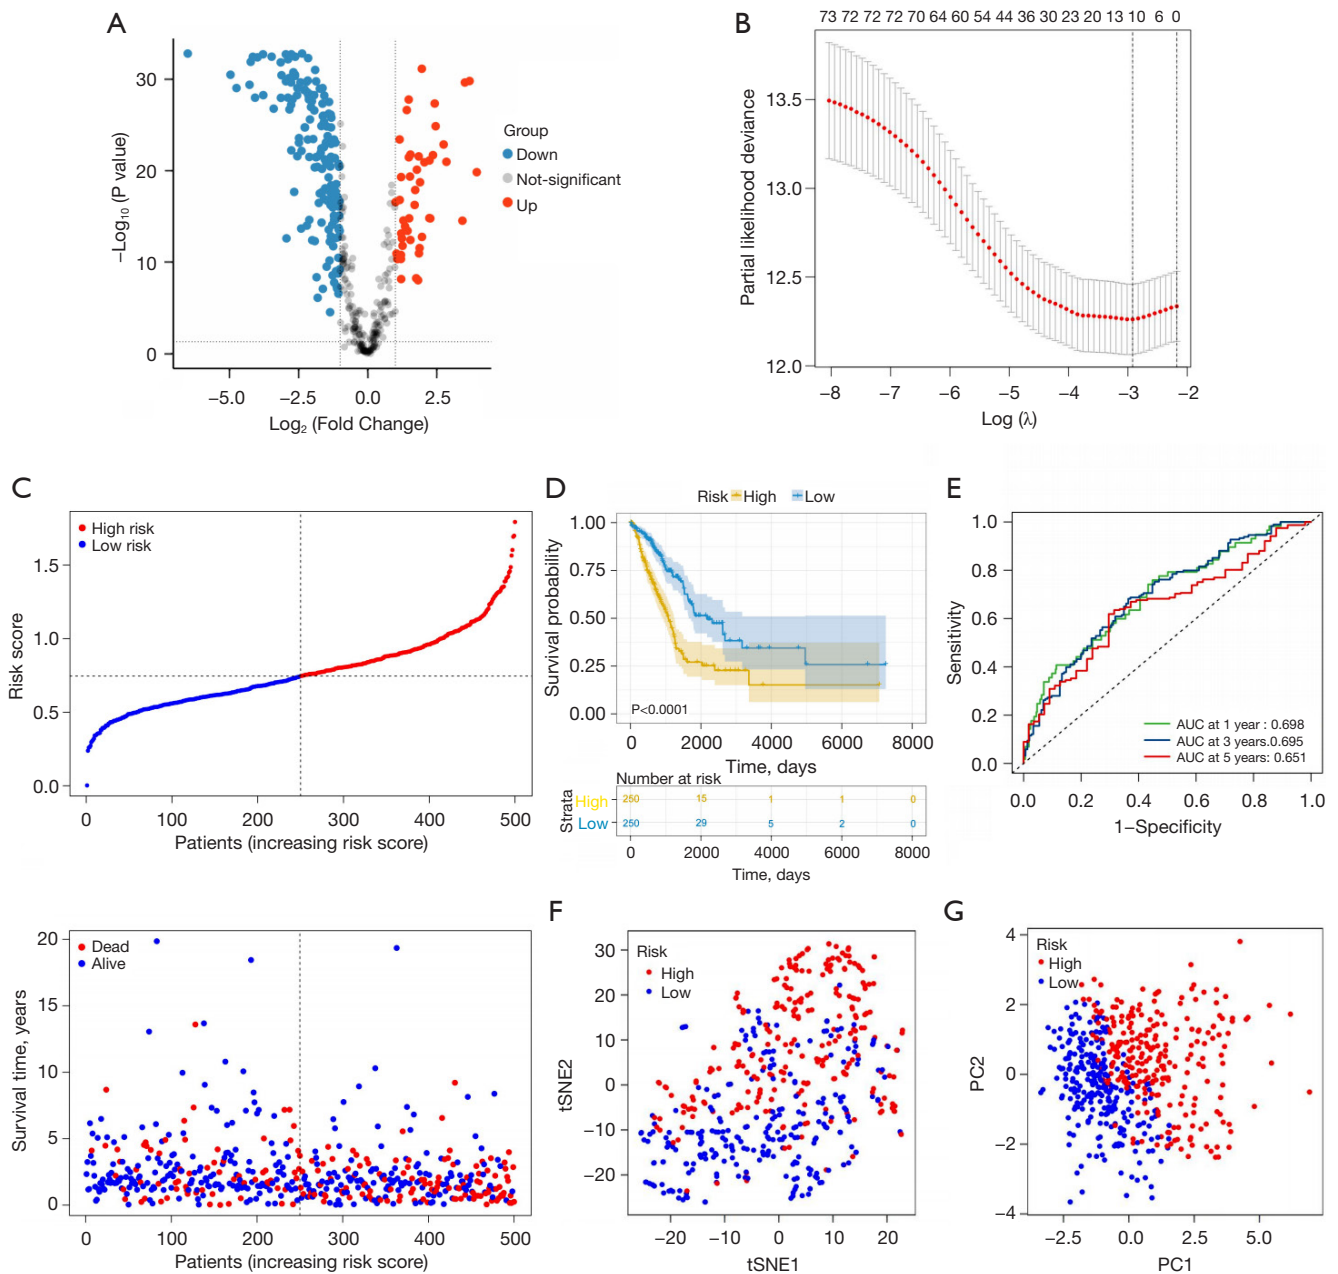 A
30
20
10
0
−Log10 (P value)
−5.0 −2.5 0.0 2.5
Log2 (Fold Change)
Group
Down
Not-significant
Up
B
73 72 72 72 70 64 60 54 44 36 30 23 20 13 10 6 0
13.5
13.0
12.5
12.0
Partial likelihood deviance
−8 −7 −6 −5 −4 −3 −2
Log (λ)
C
High risk
Low risk
1.5
1.0
0.5
0.0
Risk score
0 100 200 300 400 500
Patients (increasing risk score)
Dead
Alive
20
15
10
5
0
Survival time, years
0 100 200 300 400 500
Patients (increasing risk score)
D
Risk High Low
1.00
0.75
0.50
0.25
0.00
Survival probability
P<0.0001
0 2000 4000 6000 8000
Time, days
Number at risk
Strata
High 250 15 1 1 0
Low 250 29 5 2 0
0 2000 4000 6000 8000
Time, days
E
1.0
0.8
0.6
0.4
0.2
0.0
Sensitivity
AUC at 1 year : 0.698
AUC at 3 years.0.695
AUC at 5 years: 0.651
0.0 0.2 0.4 0.6 0.8 1.0
1−Specificity
F
Risk
High
Low
30
20
10
0
−10
−20
tSNE2
−20 −10 0 10 20
tSNE1
G
Risk
High
Low
4
2
0
−2
−4
PC2
−2.5 0.0 2.5 5.0
PC1